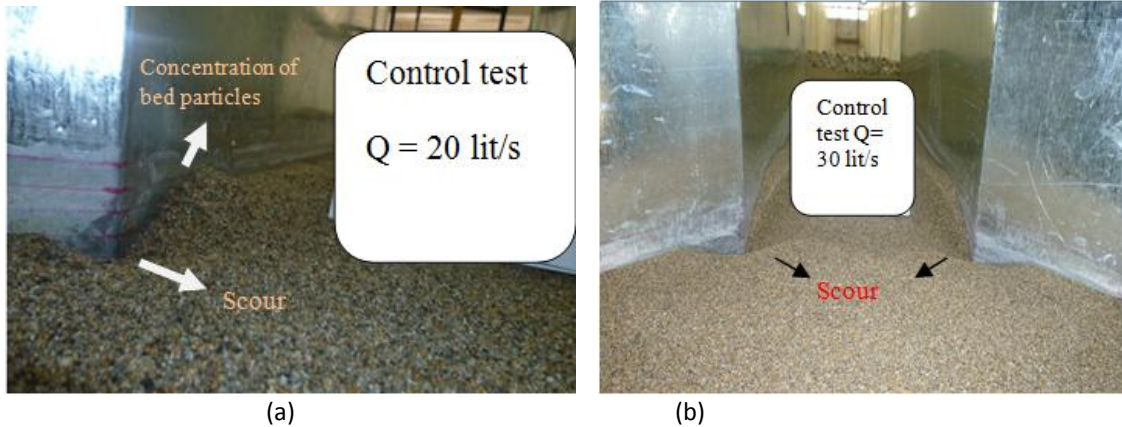 Concentration of
bed particles
Control test
Q = 20 lit/s
Scour
Control
test Q=
30 lit/s
Scour
(a)
(b)